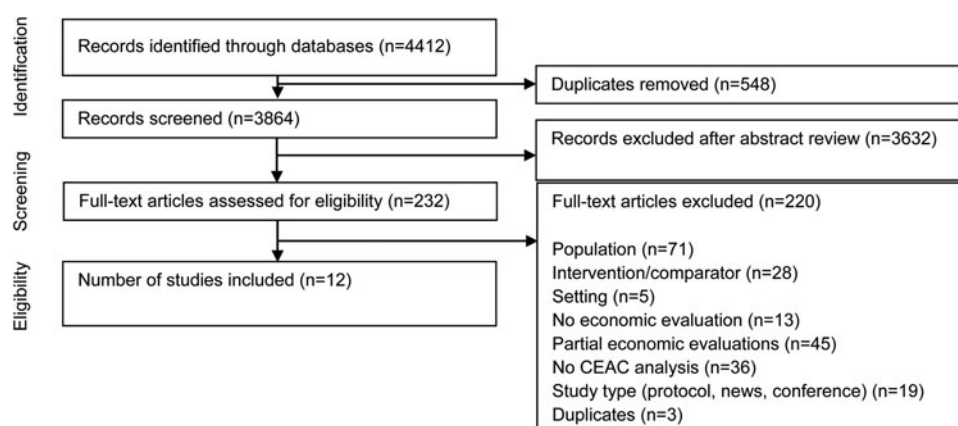 Identification
Records identified through databases (n=4412)
Duplicates removed (n=548)
Records screened (n=3864)
Records excluded after abstract review (n=3632)
Screening
Full-text articles assessed for eligibility (n=232)
Full-text articles excluded (n=220)
Population (n=71)
Intervention/comparator (n=28)
Setting (n=5)
No economic evaluation (n=13)
Partial economic evaluations (n=45)
No CEAC analysis (n=36)
Study type (protocol, news, conference) (n=19)
Duplicates (n=3)
Eligibility
Number of studies included (n=12)